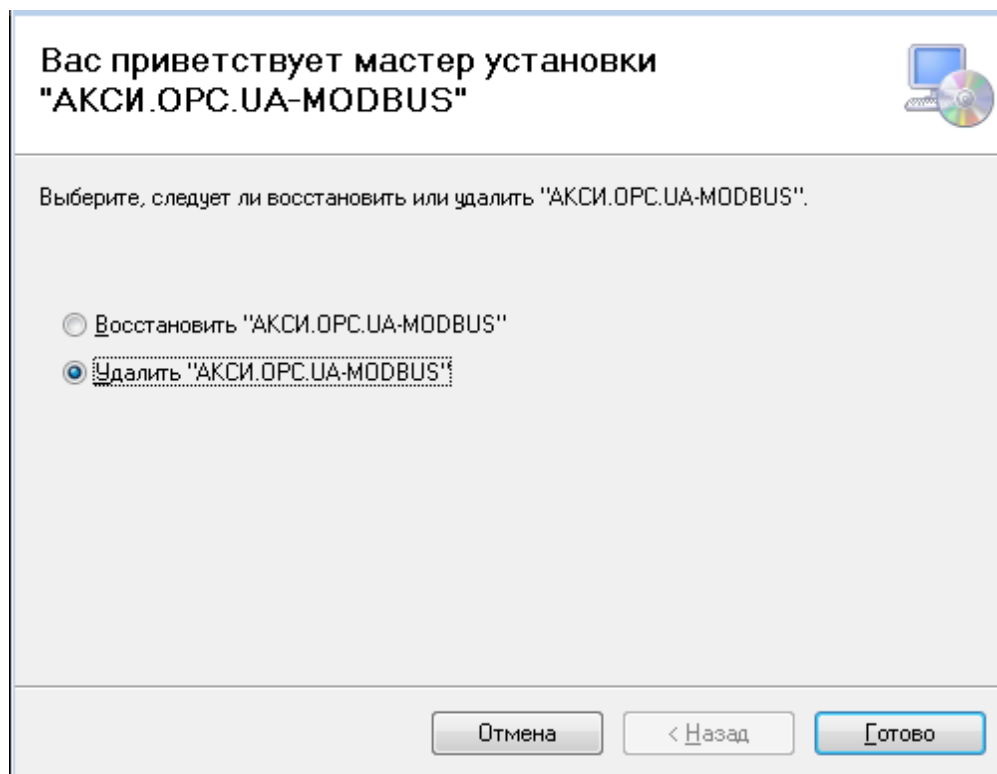 Вас приветствует мастер установки
"АКСИ.OPC.UA-MODBUS"
Выберите, следует ли восстановить или удалить "АКСИ.OPC.UA-MODBUS".
Восстановить "АКСИ.OPC.UA-MODBUS"
Удалить "АКСИ.OPC.UA-MODBUS"
Отмена
< Назад
Готово